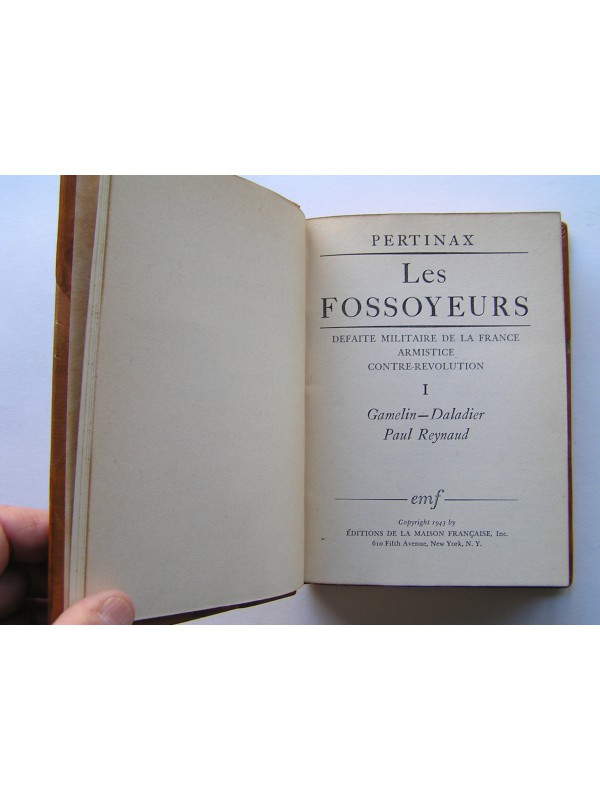 PERTINAX
Les
FOSSOYEURS
DEFAITE MILITAIRE DE LA FRANCE
ARMISTICE
CONTRE-REVOLUTION
I
Gamelin—Daladier
Paul Reynaud
emf
Copyright 1943 by
ÉDITIONS DE LA MAISON FRANÇAISE, Inc.
610 Fifth Avenue, New York, N. Y.